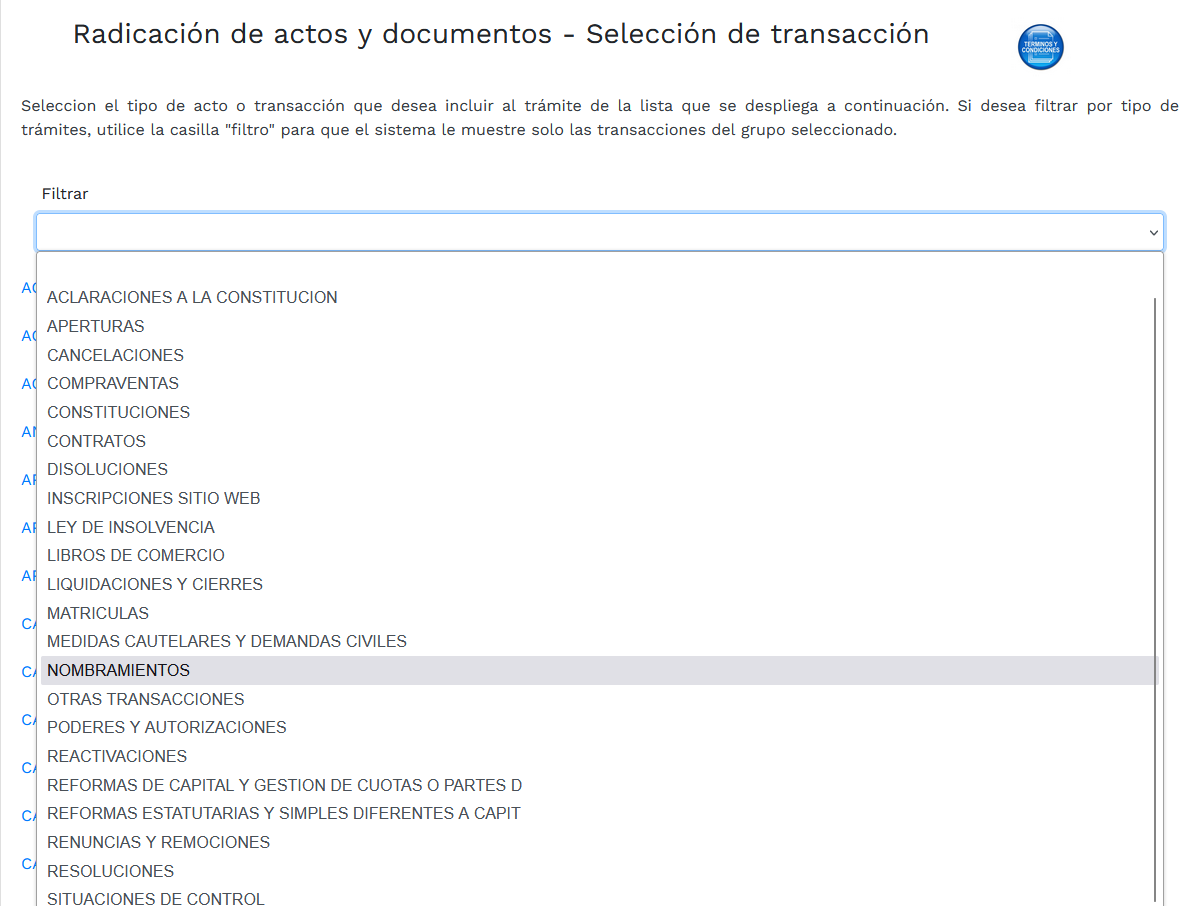 Radicación de actos y documentos - Selección de transacción
TERMINOS Y
CONDICIONES
Seleccion el tipo de acto o transacción que desea incluir al trámite de la lista que se despliega a continuación. Si desea filtrar por tipo de
trámites, utilice la casilla "filtro" para que el sistema le muestre solo las transacciones del grupo seleccionado.
Filtrar
ACLARACIONES A LA CONSTITUCION
APERTURAS
CANCELACIONES
COMPRAVENTAS
CONSTITUCIONES
CONTRATOS
DISOLUCIONES
INSCRIPCIONES SITIO WEB
LEY DE INSOLVENCIA
LIBROS DE COMERCIO
LIQUIDACIONES Y CIERRES
MATRICULAS
MEDIDAS CAUTELARES Y DEMANDAS CIVILES
NOMBRAMIENTOS
OTRAS TRANSACCIONES
PODERES Y AUTORIZACIONES
REACTIVACIONES
REFORMAS DE CAPITAL Y GESTION DE CUOTAS O PARTES D
REFORMAS ESTATUTARIAS Y SIMPLES DIFERENTES A CAPIT
RENUNCIAS Y REMOCIONES
RESOLUCIONES
SITUACIONES DE CONTROL